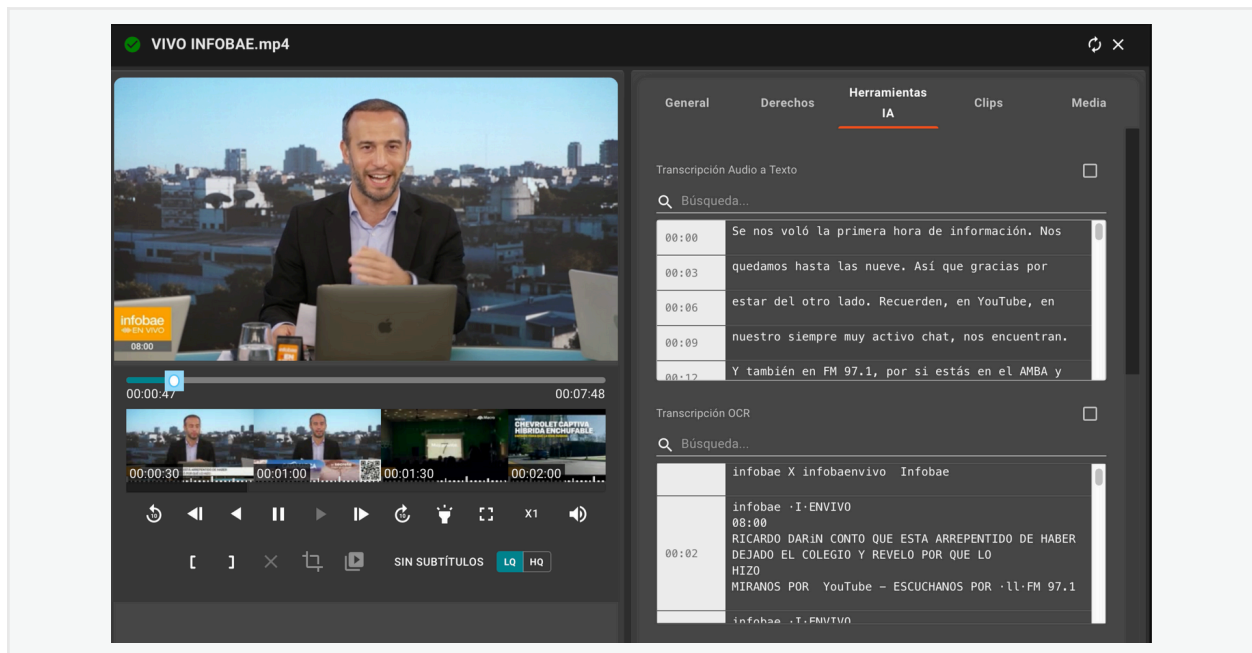 VIVO INFOBAE.mp4
infobae
EN VIVO
08:00
00:00:47
00:07:48
CHEVROLET CAPTIVA
HÍBRIDA ENCHUFABLE
00:00:30
00:01:00
00:01:30
00:02:00
10
10
X1
[ ]
SIN SUBTÍTULOS
LQ HQ
General
Derechos
Herramientas
IA
Clips
Media
Transcripción Audio a Texto
Búsqueda...
00:00 Se nos voló la primera hora de información. Nos
00:03 quedamos hasta las nueve. Así que gracias por
00:06 estar del otro lado. Recuerden, en YouTube, en
00:09 nuestro siempre muy activo chat, nos encuentran.
00:12 Y también en FM 97.1, por si estás en el AMBA y
Transcripción OCR
Búsqueda...
infobae X infobaenvivo Infobae
00:02
infobae ·I·ENVIVO
08:00
RICARDO DARiN CONTO QUE ESTA ARREPENTIDO DE HABER
DEJADO EL COLEGIO Y REVELO POR QUE LO
HIZO
MIRANOS POR YouTube – ESCUCHANOS POR ·ll·FM 97.1
infobae ·I·ENVIVO